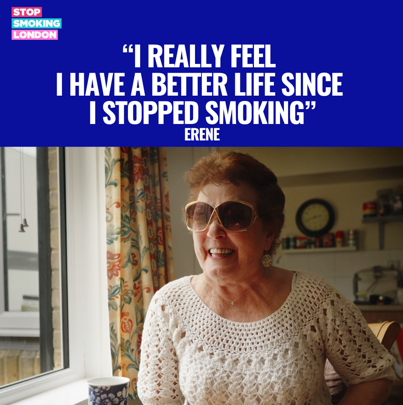 STOP
SMOKING
LONDON
“I REALLY FEEL
I HAVE A BETTER LIFE SINCE
I STOPPED SMOKING”
ERENE